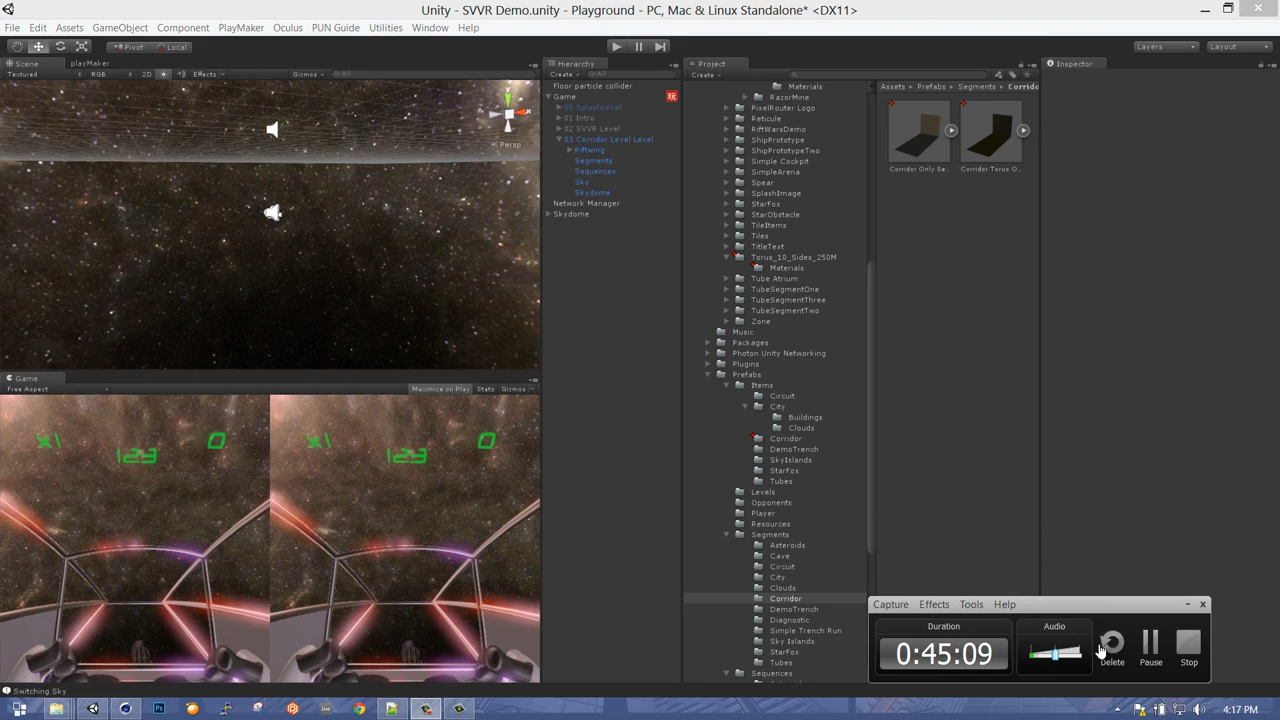 Unity - SVVR Demo.unity - Playground - PC, Mac & Linux Standalone* <DX11>
File Edit Assets GameObject Component PlayMaker Oculus PUN Guide Utilities Window Help
Pivot Local Layers Layout
Scene playMaker
Textured RGB 2D Effects Gizmos All
Persp
Game
Free Aspect Maximize on Play Stats Gizmos
x1 0
123
x1 0
123
Switching Sky
Hierarchy
Create All
Floor particle collider
Game
00 SplashLevel
01 Intro
02 SVVR Level
03 Corridor Level Level
Riftwing
Segments
Sequences
Sky
Skydome
Network Manager
Skydome
Project
Create
Materials
RazorMine
PixelRouter Logo
Reticule
RiftWarsDemo
ShipPrototype
ShipPrototypeTwo
Simple Cockpit
SimpleArena
Spear
SplashImage
StarFox
StarObstacle
TileItems
Tiles
TitleText
Torus_10_Sides_250M
Materials
Tube Atrium
TubeSegmentOne
TubeSegmentThree
TubeSegmentTwo
Zone
Music
Packages
Photon Unity Networking
Plugins
Prefabs
Items
Circuit
City
Buildings
Clouds
Corridor
DemoTrench
SkyIslands
StarFox
Tubes
Levels
Opponents
Player
Resources
Segments
Asteroids
Cave
Circuit
City
Clouds
Corridor
DemoTrench
Diagnostic
Simple Trench Run
Sky Islands
StarFox
Tubes
Sequences
Assets Prefabs Segments Corrido
Corridor Only Se... Corridor Torus O...
Inspector
Capture Effects Tools Help
Duration Audio
0:45:09
Delete Pause Stop
4:17 PM